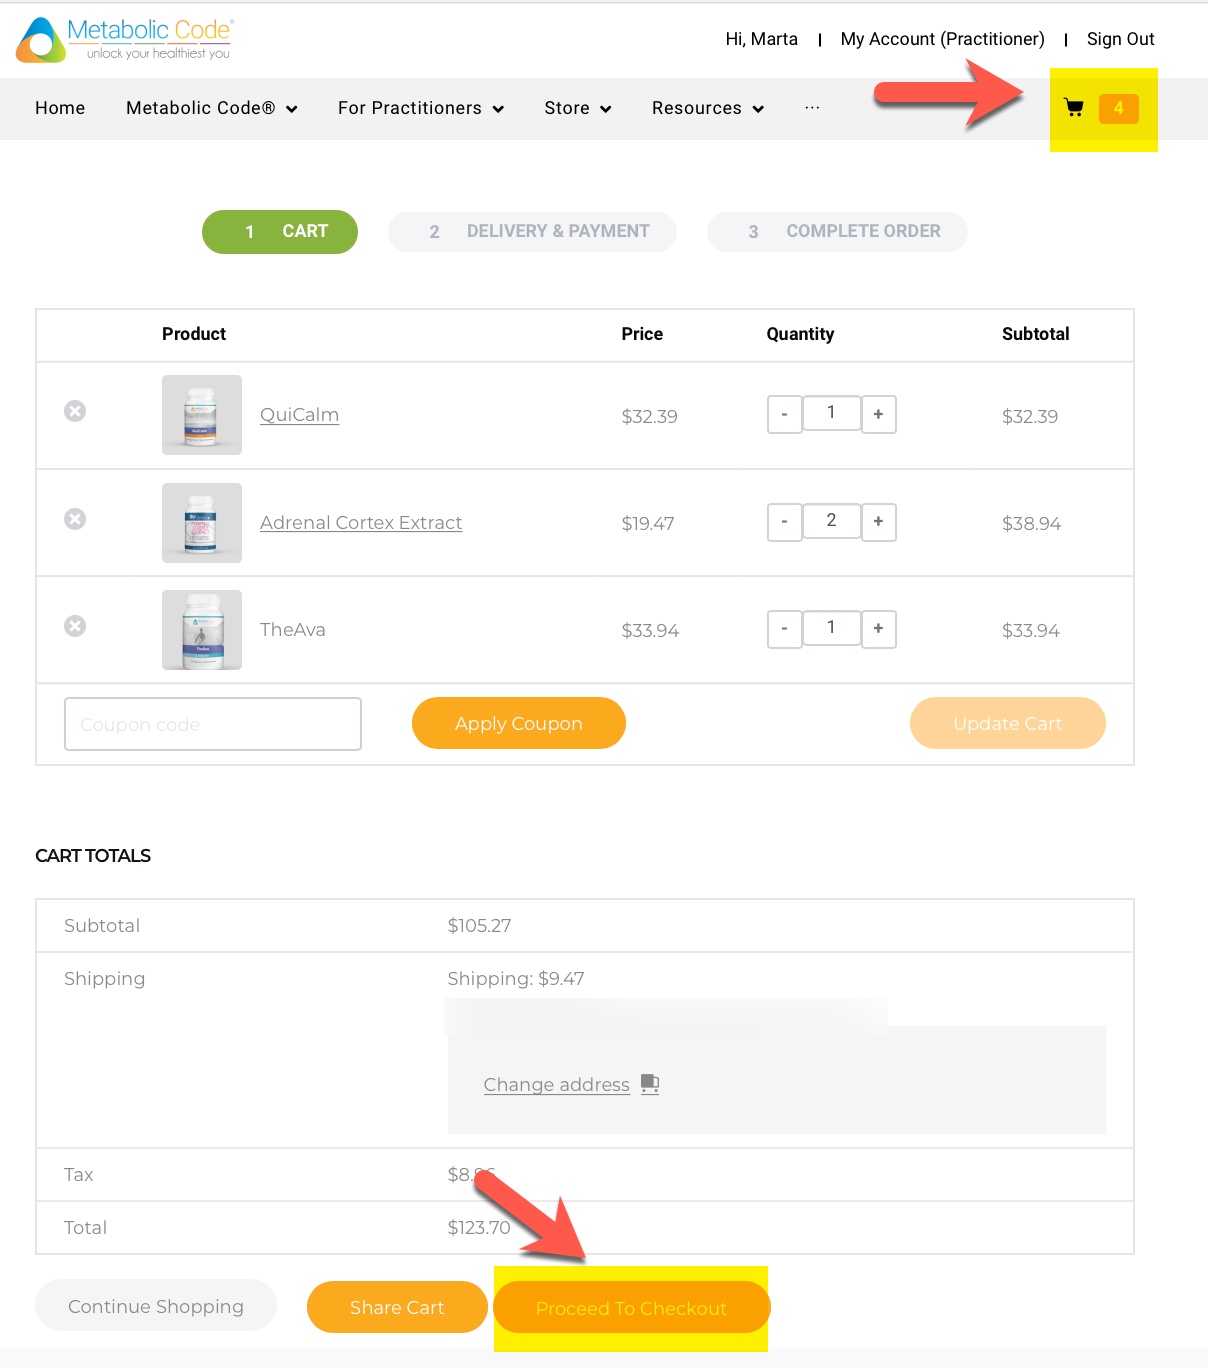 Metabolic Code®
unlock your healthiest you
Hi, Marta | My Account (Practitioner) | Sign Out
Home Metabolic Code® For Practitioners Store Resources ... 4
1 CART 2 DELIVERY & PAYMENT 3 COMPLETE ORDER
Product Price Quantity Subtotal
QuiCalm $32.39 - 1 + $32.39
Adrenal Cortex Extract $19.47 - 2 + $38.94
TheAva $33.94 - 1 + $33.94
Coupon code Apply Coupon Update Cart
CART TOTALS
Subtotal $105.27
Shipping Shipping: $9.47
Change address
Tax
Total $123.70
Continue Shopping Share Cart Proceed To Checkout